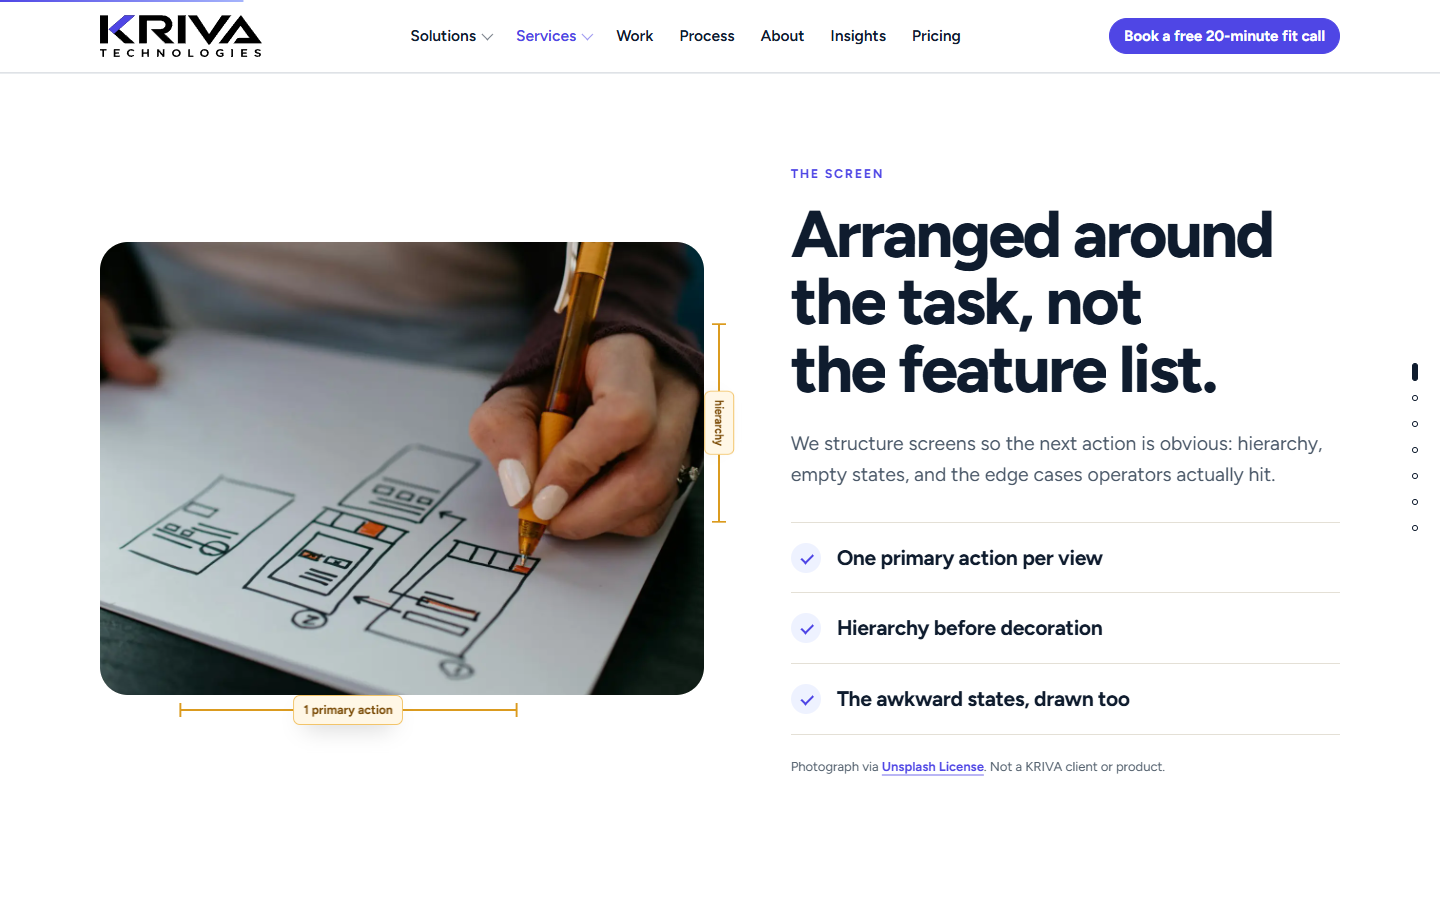 KRIVA
TECHNOLOGIES
Solutions
Services
Work
Process
About
Insights
Pricing
Book a free 20-minute fit call
THE SCREEN
Arranged around
the task, not
the feature list.
We structure screens so the next action is obvious: hierarchy,
empty states, and the edge cases operators actually hit.
One primary action per view
Hierarchy before decoration
The awkward states, drawn too
Photograph via Unsplash License. Not a KRIVA client or product.
hierarchy
1 primary action
2